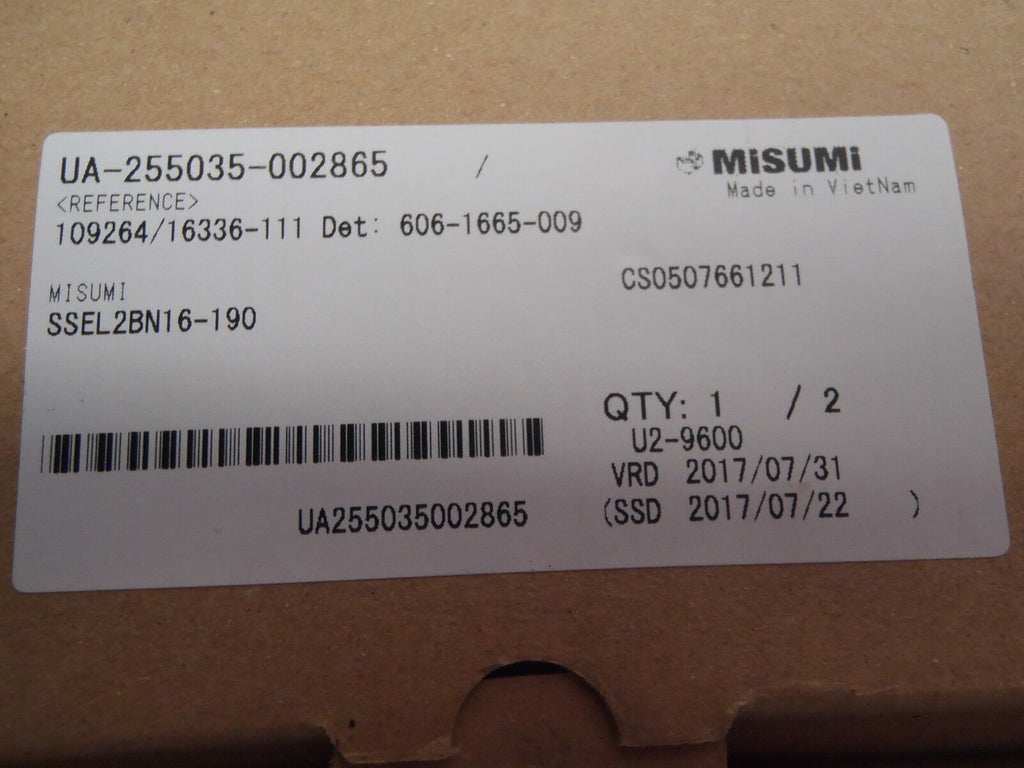 UA-255035-002865 /
MiSUMi
Made in VietNam
<REFERENCE>
109264/16336-111 Det: 606-1665-009
CS0507661211
MISUMI
SSEL2BN16-190
QTY: 1 / 2
U2-9600
VRD 2017/07/31
(SSD 2017/07/22 )
UA255035002865